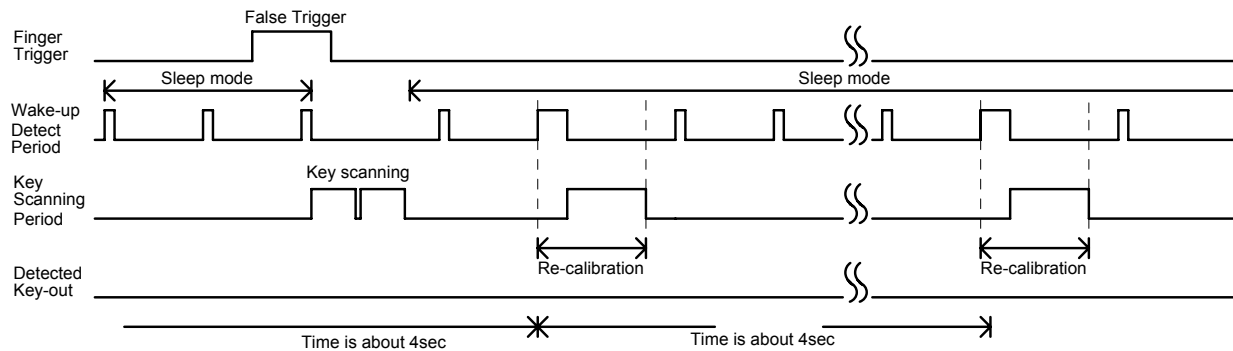 False Trigger
Finger
Trigger
Sleep mode
Sleep mode
Wake-up
Detect
Period
Key scanning
Key
Scanning
Period
Re-calibration
Re-calibration
Detected
Key-out
Time is about 4sec
Time is about 4sec